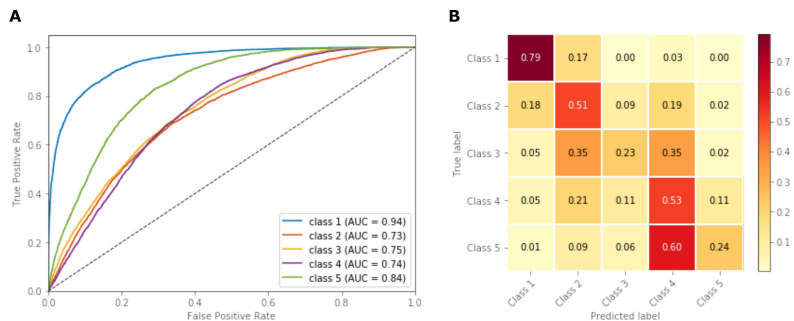 A
1.0
0.8
0.6
0.4
0.2
0.0
True Positive Rate
0.0 0.2 0.4 0.6 0.8 1.0
False Positive Rate
class 1 (AUC = 0.94)
class 2 (AUC = 0.73)
class 3 (AUC = 0.75)
class 4 (AUC = 0.74)
class 5 (AUC = 0.84)
B
True label
Class 1 0.79 0.17 0.00 0.03 0.00
Class 2 0.18 0.51 0.09 0.19 0.02
Class 3 0.05 0.35 0.23 0.35 0.02
Class 4 0.05 0.21 0.11 0.53 0.11
Class 5 0.01 0.09 0.06 0.60 0.24
Class 1 Class 2 Class 3 Class 4 Class 5
Predicted label
0.7
0.6
0.5
0.4
0.3
0.2
0.1